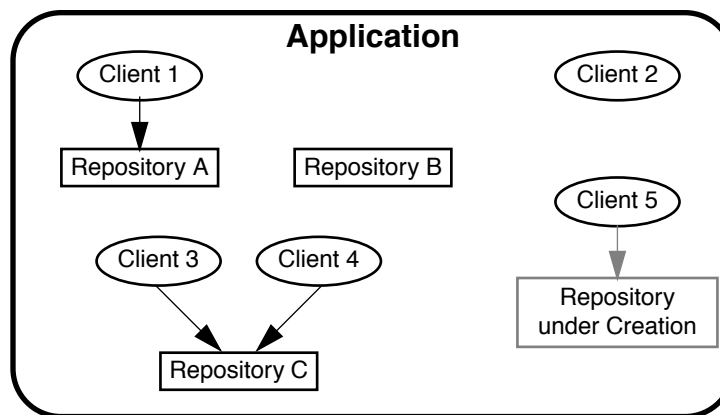 Application
Client 1
Client 2
Repository A
Repository B
Client 5
Client 3
Client 4
Repository
under Creation
Repository C